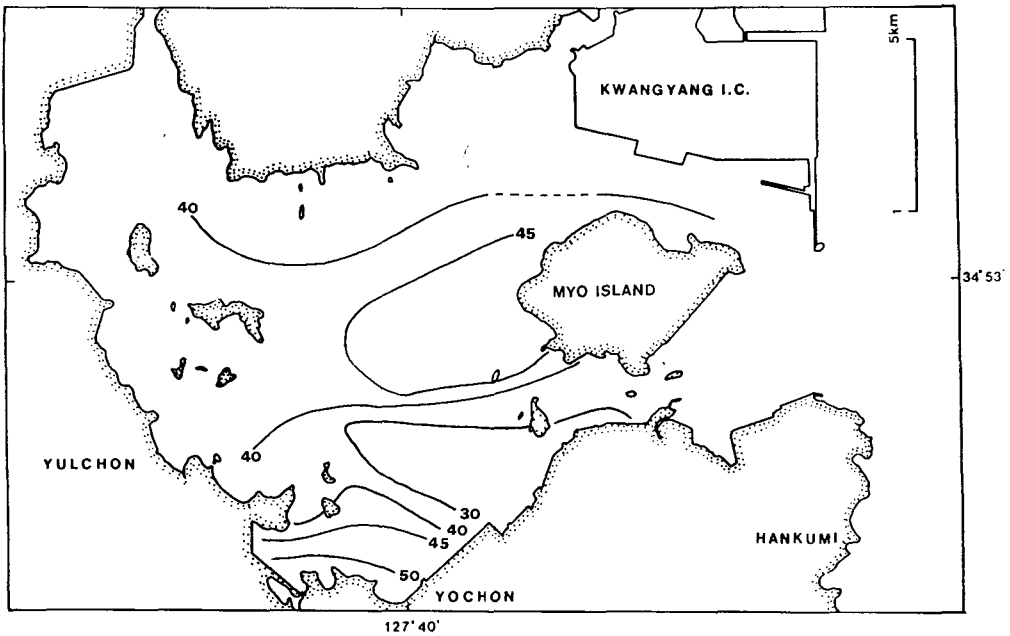 5km
KWANGYANG I.C.
40
45
34°53'
MYO ISLAND
40
YULCHON
30
40
45
HANKUMI
50
YOCHON
127°40'